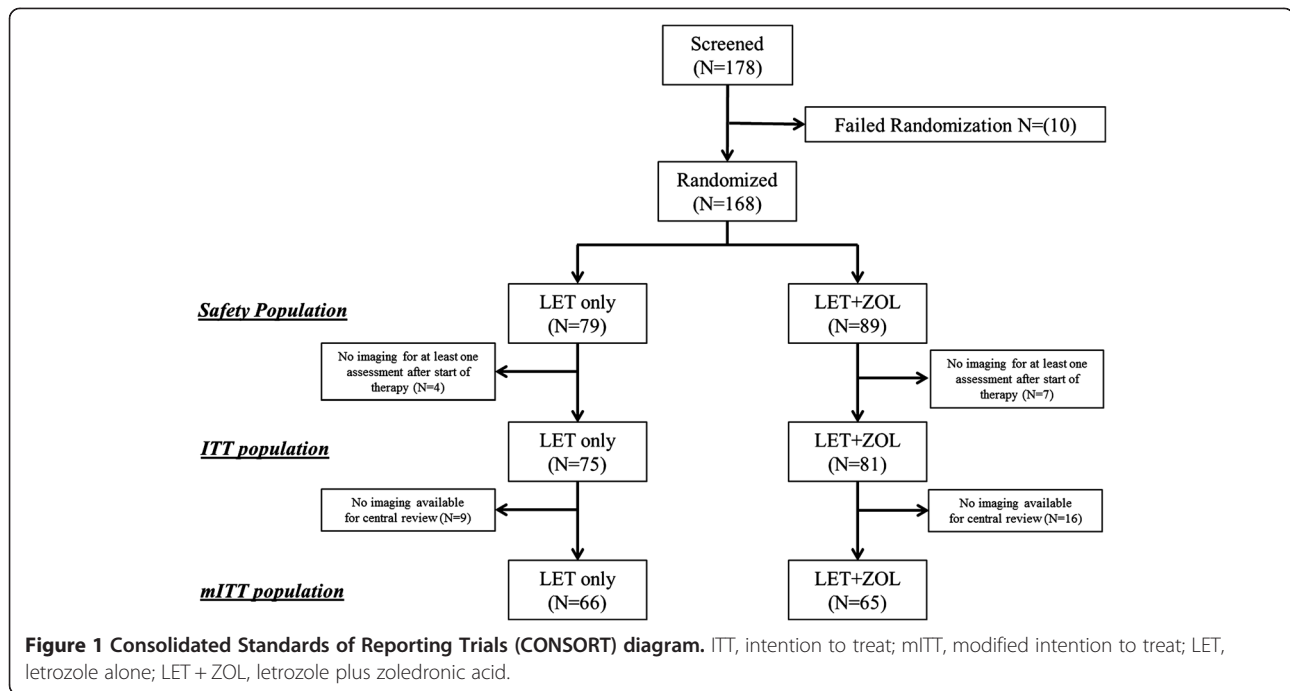 Screened
(N=178)
Failed Randomization N=(10)
Randomized
(N=168)
Safety Population
LET only
(N=79)
LET+ZOL
(N=89)
No imaging for at least one
assessment after start of
therapy (N=4)
No imaging for at least one
assessment after start of
therapy (N=7)
ITT population
LET only
(N=75)
LET+ZOL
(N=81)
No imaging available
for central review (N=9)
No imaging available
for central review (N=16)
mITT population
LET only
(N=66)
LET+ZOL
(N=65)
Figure 1 Consolidated Standards of Reporting Trials (CONSORT) diagram. ITT, intention to treat; mITT, modified intention to treat; LET,
letrozole alone; LET + ZOL, letrozole plus zoledronic acid.